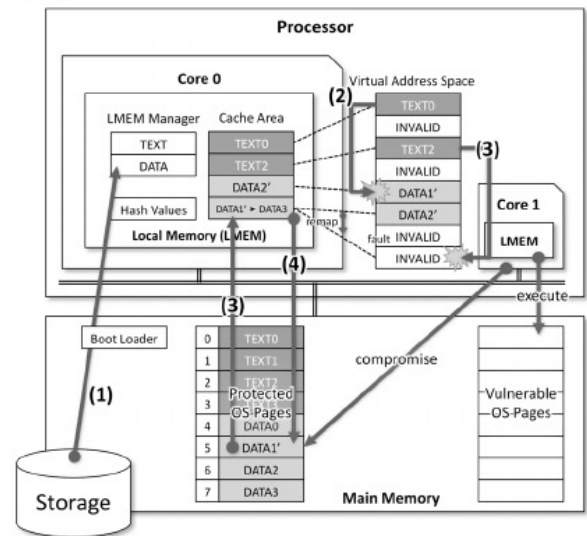 Processor
Core 0
Virtual Address Space
(2)
LMEM Manager
Cache Area
TEXT
DATA
Hash Values
TEXT0
TEXT2
DATA2'
DATA1' ► DATA3
Local Memory (LMEM)
TEXT0
INVALID
TEXT2
INVALID
DATA1'
DATA2'
INVALID
INVALID
(3)
remap
fault
Core 1
LMEM
(4)
(3)
execute
Boot Loader
(1)
compromise
0 TEXT0
1 TEXT1
2 TEXT2
3
4 DATA0
5 DATA1'
6 DATA2
7 DATA3
Protected
OS-Pages
Vulnerable
OS-Pages
Storage
Main Memory